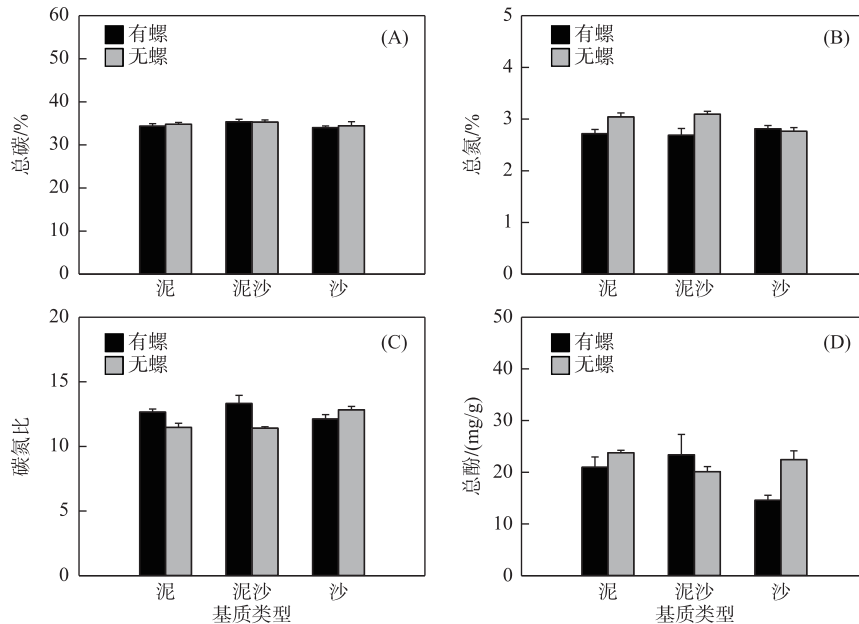 60
50
40
30
20
10
0
总碳/%
有螺
无螺
(A)
泥
泥沙
沙
5
4
3
2
1
0
总氮/%
有螺
无螺
(B)
泥
泥沙
沙
20
15
10
5
0
碳氮比
有螺
无螺
(C)
泥
泥沙
沙
基质类型
50
40
30
20
10
0
总酚/(mg/g)
有螺
无螺
(D)
泥
泥沙
沙
基质类型